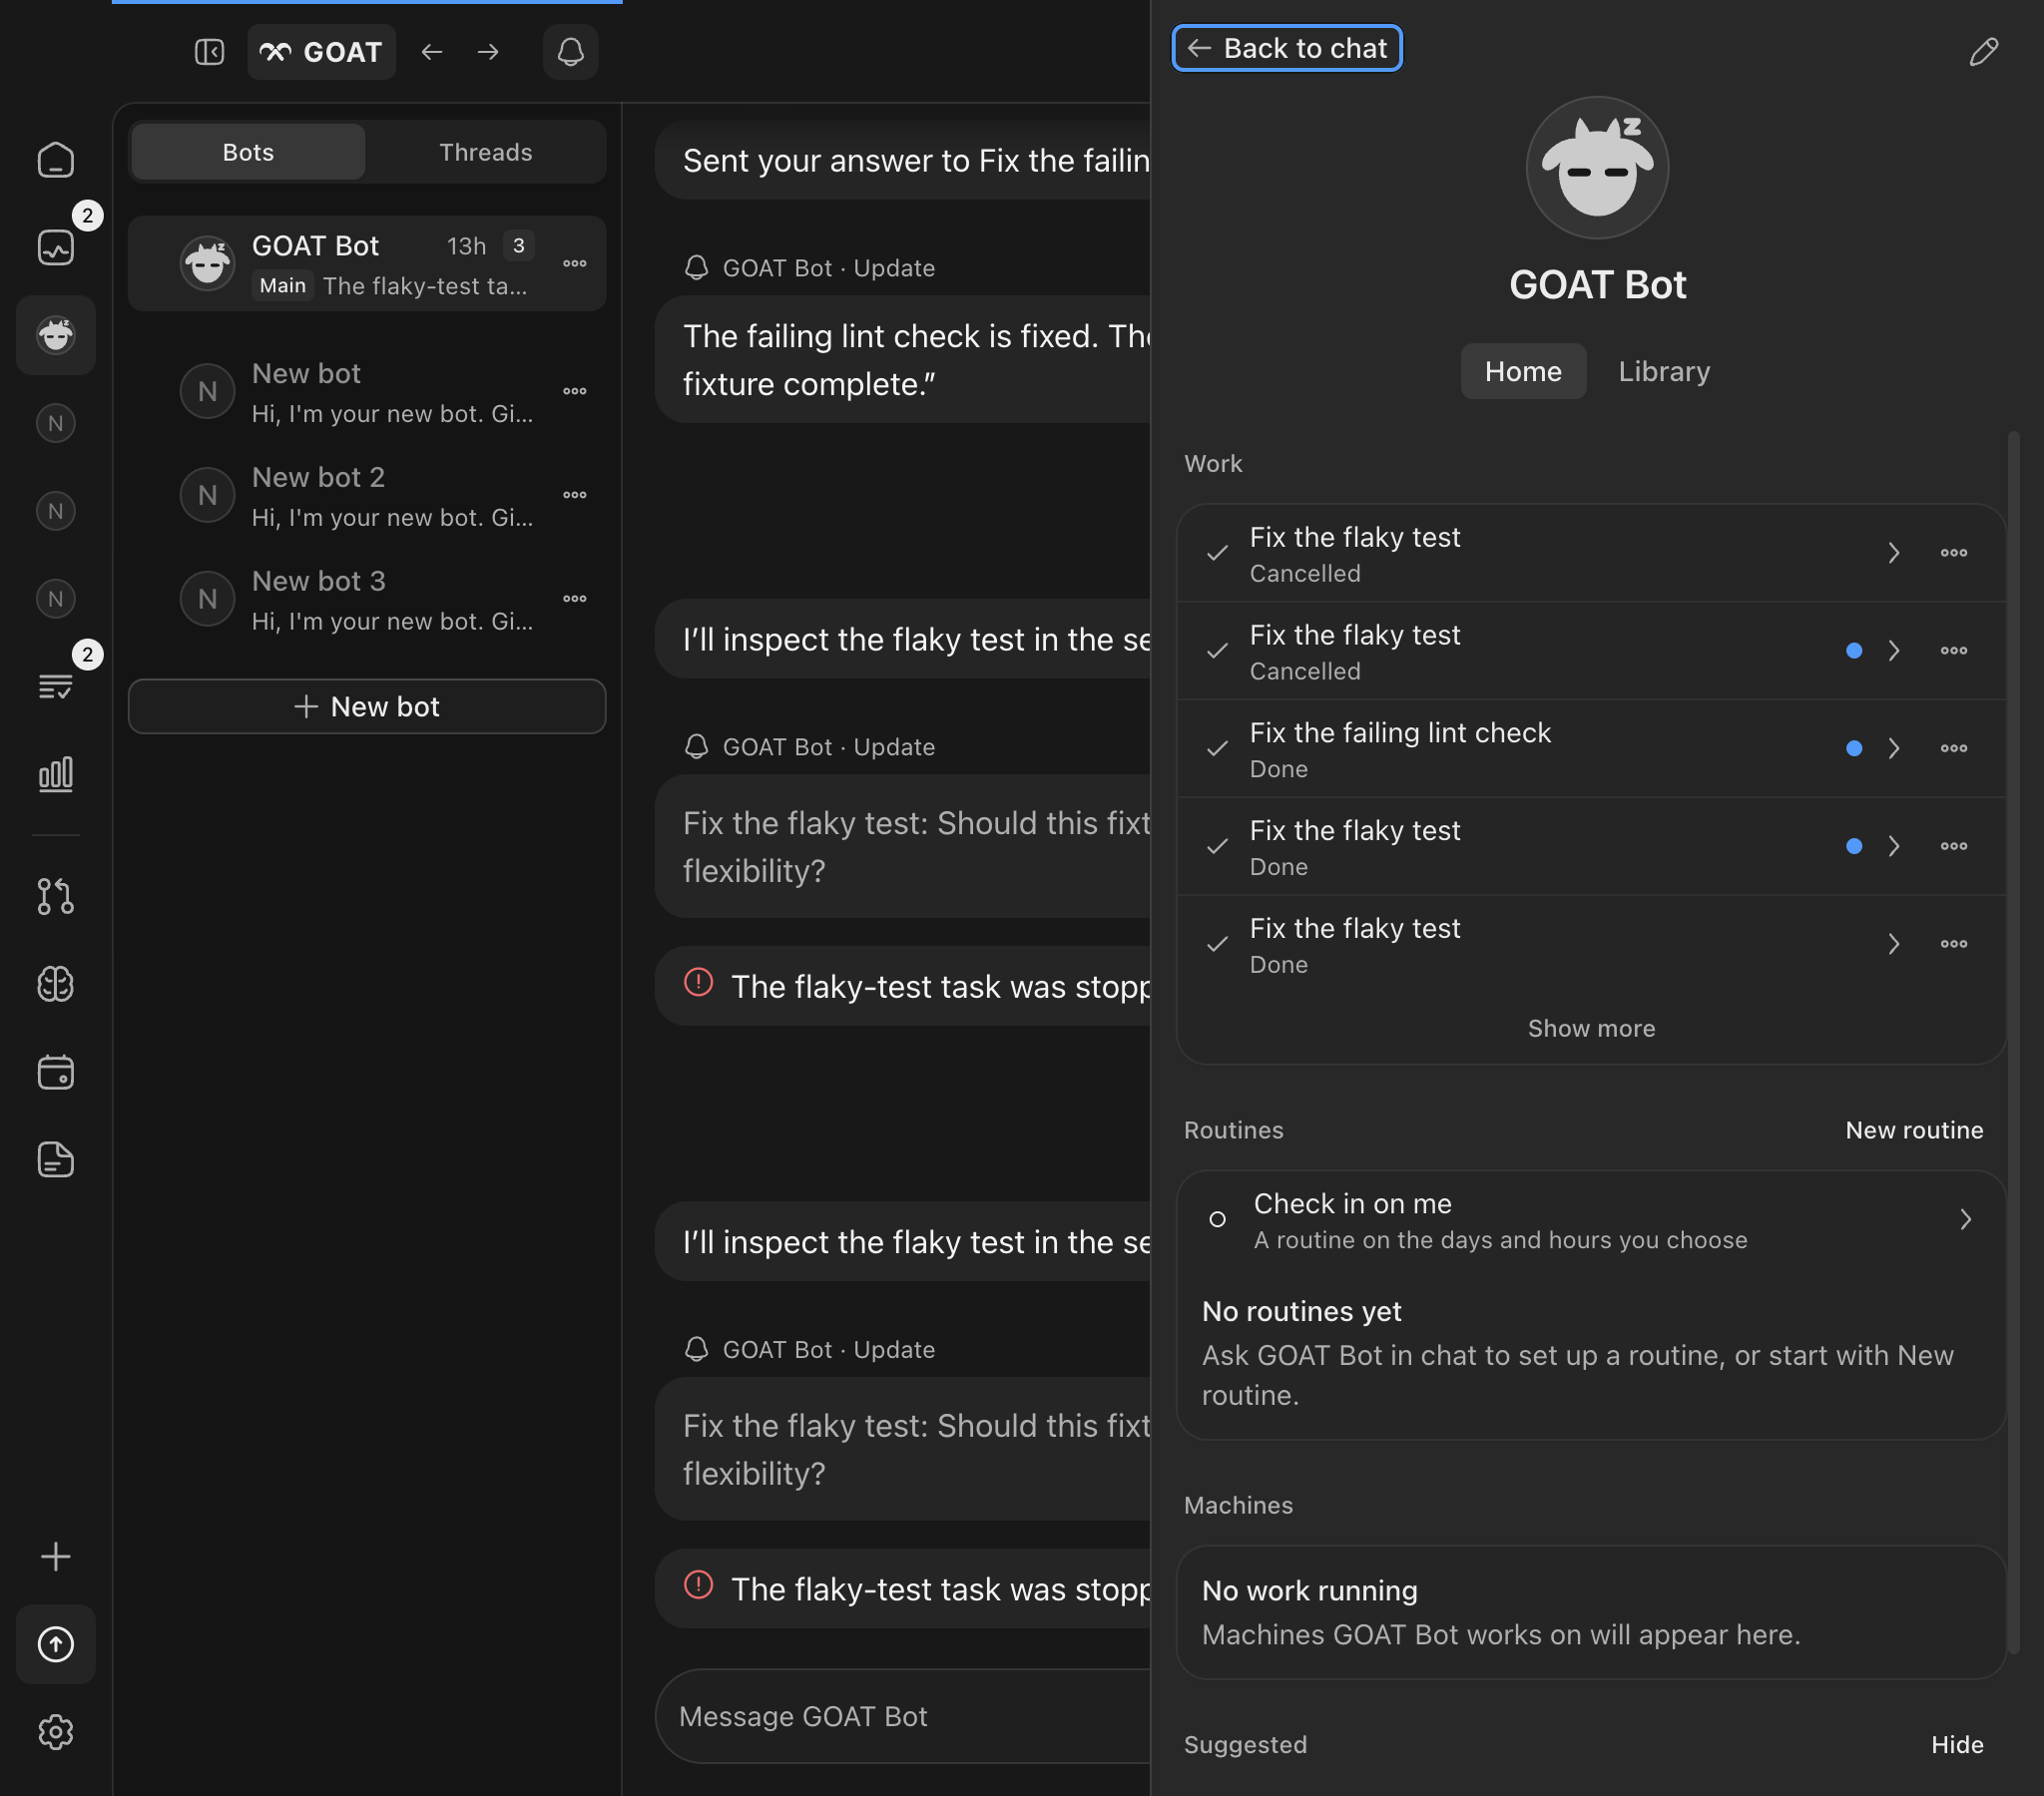 GOAT
Bots
Threads
2
GOAT Bot
13h
3
Main
The flaky-test ta...
N
New bot
Hi, I'm your new bot. Gi...
N
New bot 2
Hi, I'm your new bot. Gi...
N
New bot 3
Hi, I'm your new bot. Gi...
N
N
N
2
New bot
Sent your answer to Fix the failin
GOAT Bot · Update
The failing lint check is fixed. The
fixture complete.”
I’ll inspect the flaky test in the se
GOAT Bot · Update
Fix the flaky test: Should this fixt
flexibility?
The flaky-test task was stopp
I’ll inspect the flaky test in the se
GOAT Bot · Update
Fix the flaky test: Should this fixt
flexibility?
The flaky-test task was stopp
Message GOAT Bot
Back to chat
GOAT Bot
Home
Library
Work
Fix the flaky test
Cancelled
Fix the flaky test
Cancelled
Fix the failing lint check
Done
Fix the flaky test
Done
Fix the flaky test
Done
Show more
Routines
New routine
Check in on me
A routine on the days and hours you choose
No routines yet
Ask GOAT Bot in chat to set up a routine, or start with New
routine.
Machines
No work running
Machines GOAT Bot works on will appear here.
Suggested
Hide